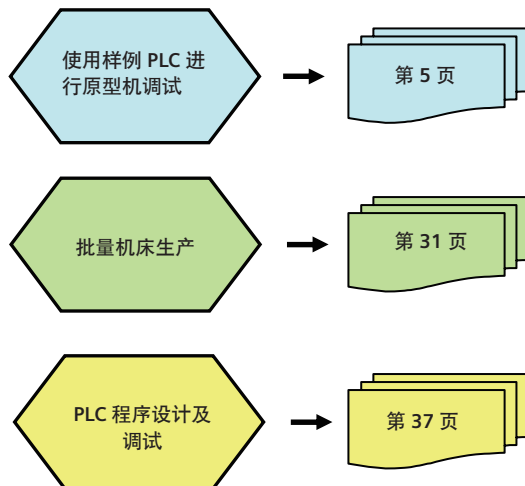 使用样例 PLC 进
行原型机调试
第 5 页
批量机床生产
第 31 页
PLC 程序设计及
调试
第 37 页